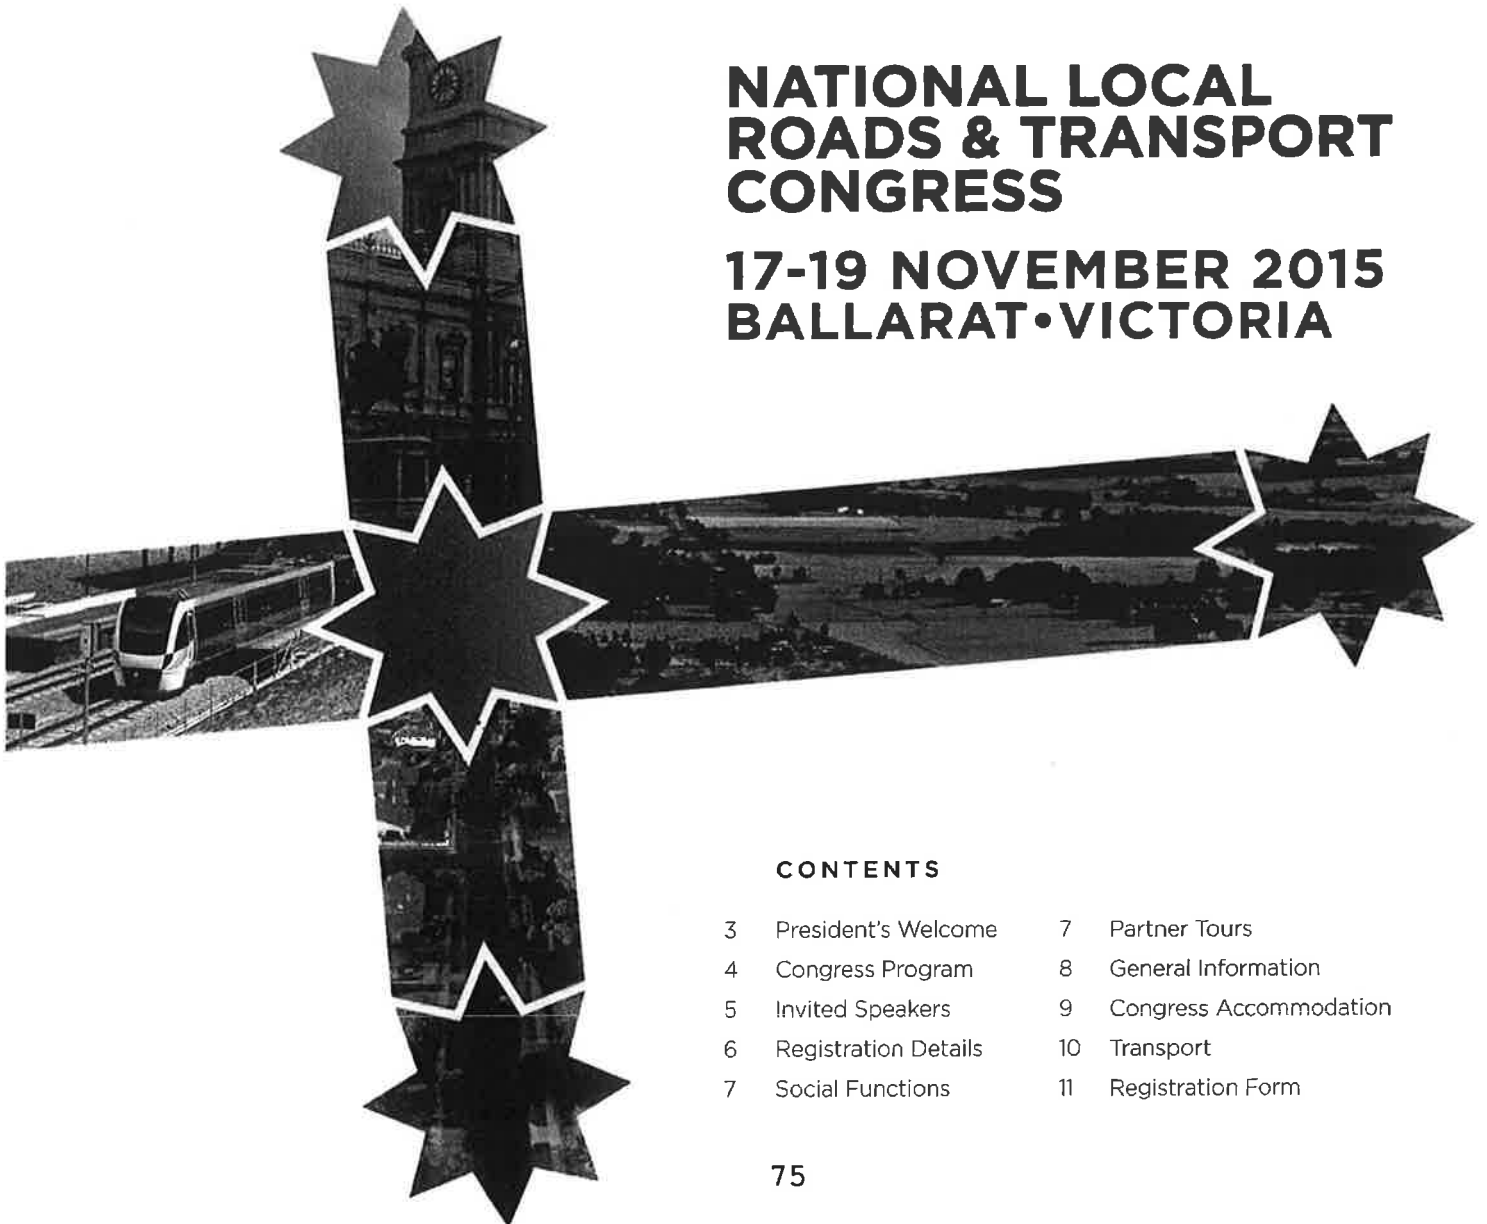 NATIONAL LOCAL
ROADS & TRANSPORT
CONGRESS
17-19 NOVEMBER 2015
BALLARAT•VICTORIA
CONTENTS
3 President's Welcome
4 Congress Program
5 Invited Speakers
6 Registration Details
7 Social Functions
7 Partner Tours
8 General Information
9 Congress Accommodation
10 Transport
11 Registration Form
75